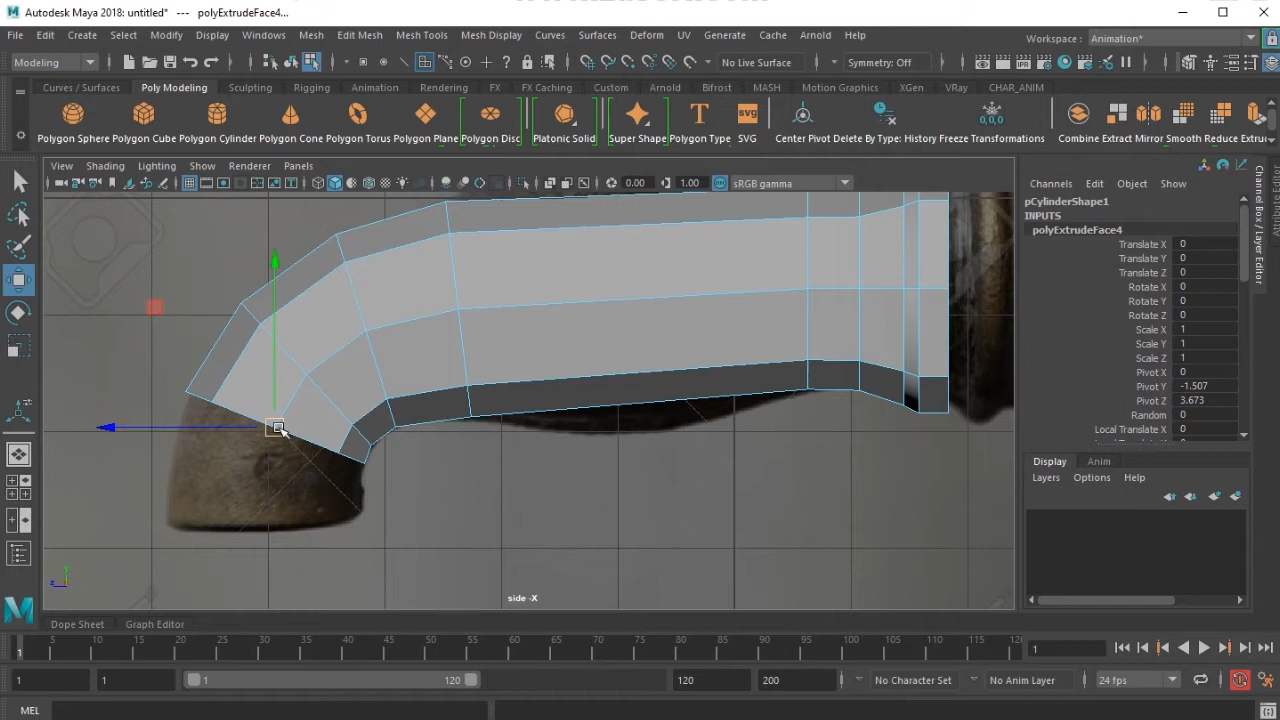 Autodesk Maya 2018: untitled* --- polyExtrudeFace4...
File Edit Create Select Modify Display Windows Mesh Edit Mesh Mesh Tools Mesh Display Curves Surfaces Deform UV Generate Cache Arnold Help
Workspace : Animation*
Modeling No Live Surface Symmetry: Off
Curves / Surfaces Poly Modeling Sculpting Rigging Animation Rendering FX FX Caching Custom Arnold Bifrost MASH Motion Graphics XGen VRay CHAR_ANIM
T svg 0,0,0
Polygon Sphere Polygon Cube Polygon Cylinder Polygon Cone Polygon Torus Polygon Plane Polygon Disc Platonic Solid Super Shape Polygon Type SVG Center Pivot Delete By Type: History Freeze Transformations Combine Extract Mirror Smooth Reduce
View Shading Lighting Show Renderer Panels
0.00 1.00 sRGB gamma
Channels Edit Object Show
pCylinderShape1
INPUTS
polyExtrudeFace4
Translate X 0
Translate Y 0
Translate Z 0
Rotate X 0
Rotate Y 0
Rotate Z 0
Scale X 1
Scale Y 1
Scale Z 1
Pivot X 0
Pivot Y -1.507
Pivot Z 3.673
Random 0
Local Translate X 0
Channel Box / Layer Editor
Display Anim
Layers Options Help
y
z
side -X
Dope Sheet Graph Editor
5 10 15 20 25 30 35 40 45 50 55 60 65 70 75 80 85 90 95 100 105 110 115
1 1
1 1 1 120 120 200 No Character Set No Anim Layer 24 fps
MEL